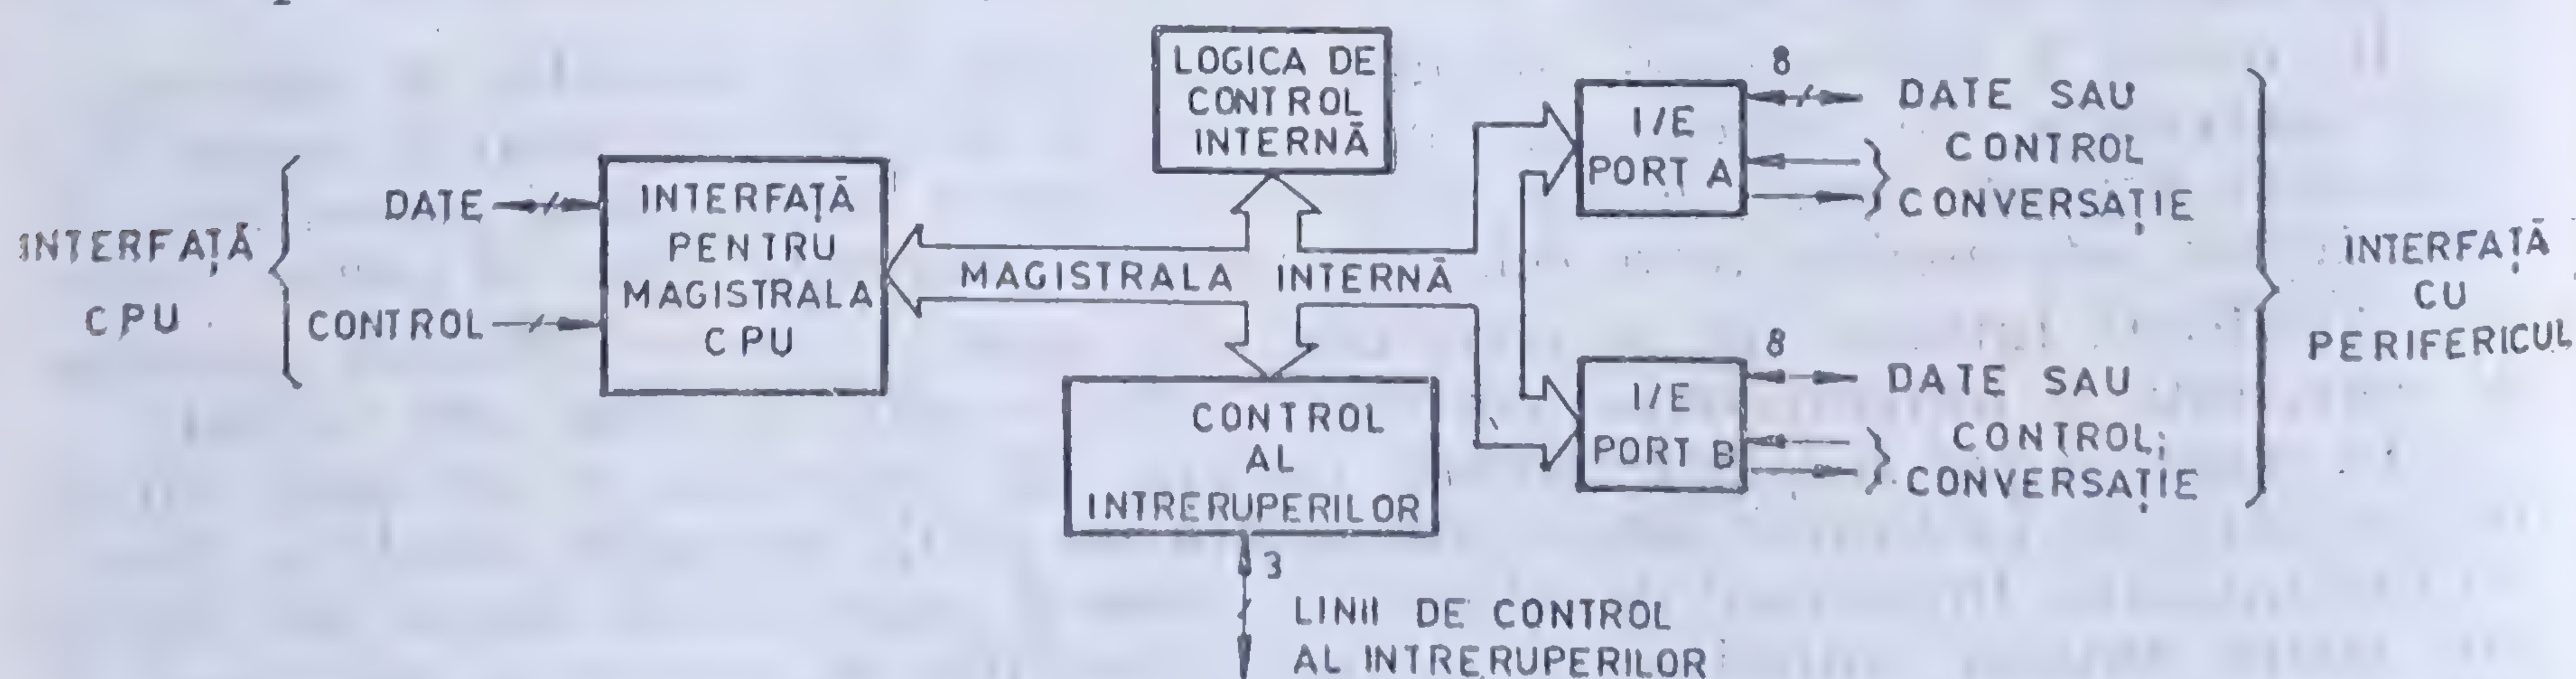 INTERFAȚĂ
CPU
DATE
CONTROL
INTERFAȚĂ
PENTRU
MAGISTRALA
CPU
LOGICA DE
CONTROL
INTERNĂ
MAGISTRALA INTERNĂ
CONTROL
AL
INTRERUPERILOR
3
LINII DE CONTROL
AL INTRERUPERILOR
I/E
PORT A
8
DATE SAU
CONTROL
CONVERSAȚIE
I/E
PORT B
8
DATE SAU
CONTROL;
CONVERSAȚIE
INTERFAȚĂ
CU
PERIFERICUL